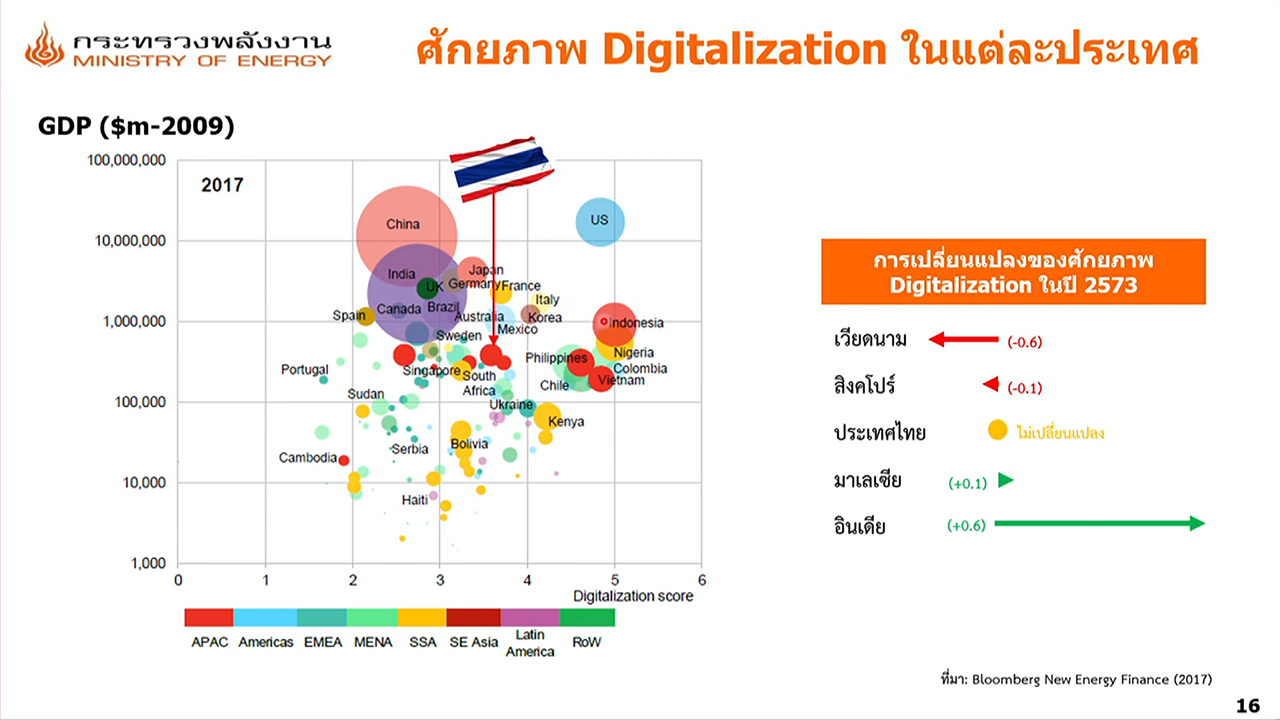 กระทรวงพลังงาน
MINISTRY OF ENERGY
ศักยภาพ Digitalization ในแต่ละประเทศ
GDP ($m-2009)
100,000,000
10,000,000
1,000,000
100,000
10,000
1,000
2017
China
US
India
Japan
UK
Germany
France
Italy
Spain
Canada
Brazil
Australia
Korea
Indonesia
Mexico
Sweden
Nigeria
Portugal
Singapore
Philippines
Colombia
South
Africa
Chile
Vietnam
Sudan
Ukraine
Kenya
Serbia
Bolivia
Cambodia
Haiti
0 1 2 3 4 5 6
Digitalization score
APAC Americas EMEA MENA SSA SE Asia Latin America RoW
การเปลี่ยนแปลงของศักยภาพ
Digitalization ในปี 2573
เวียดนาม (-0.6)
สิงคโปร์ (-0.1)
ประเทศไทย ไม่เปลี่ยนแปลง
มาเลเซีย (+0.1)
อินเดีย (+0.6)
ที่มา: Bloomberg New Energy Finance (2017)
16